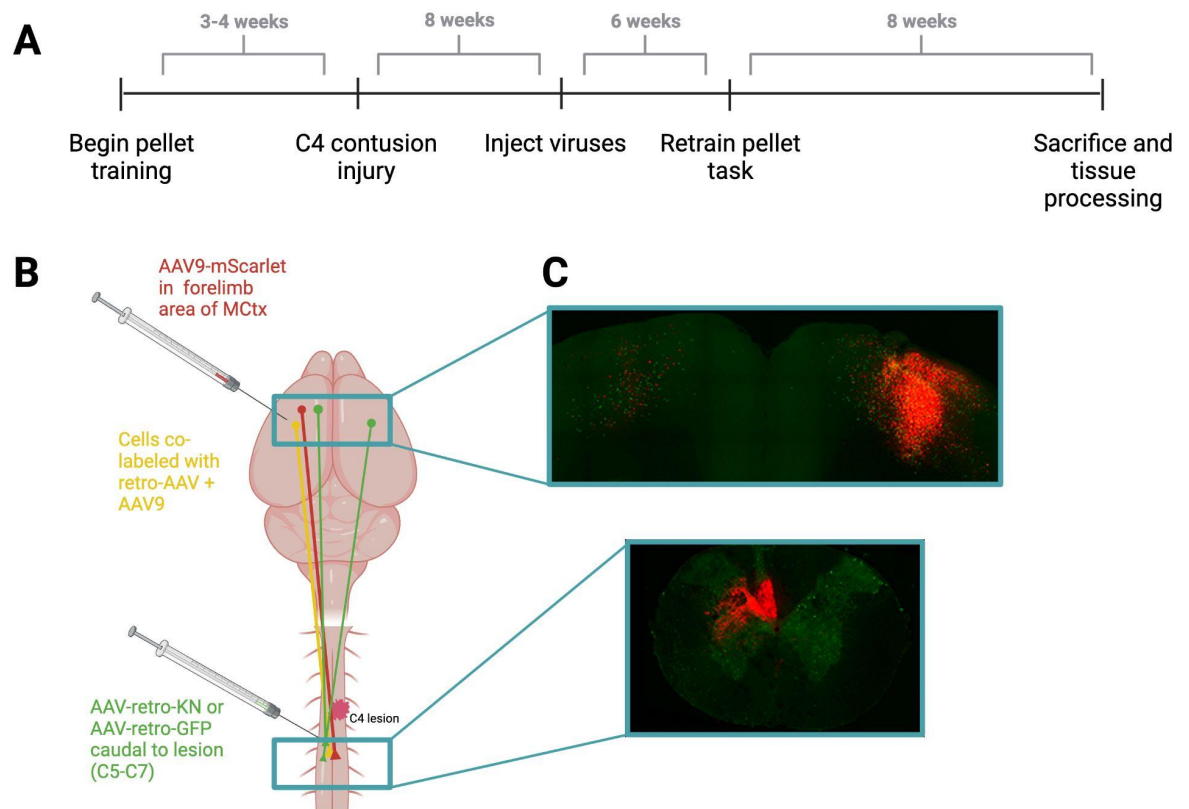 A
3-4 weeks
8 weeks
6 weeks
8 weeks
Begin pellet
training
C4 contusion
injury
Inject viruses
Retrain pellet
task
Sacrifice and
tissue
processing
B
AAV9-mScarlet
in forelimb
area of MCtx
Cells co-
labeled with
retro-AAV +
AAV9
AAV-retro-KN or
AAV-retro-GFP
caudal to lesion
(C5-C7)
C4 lesion
C